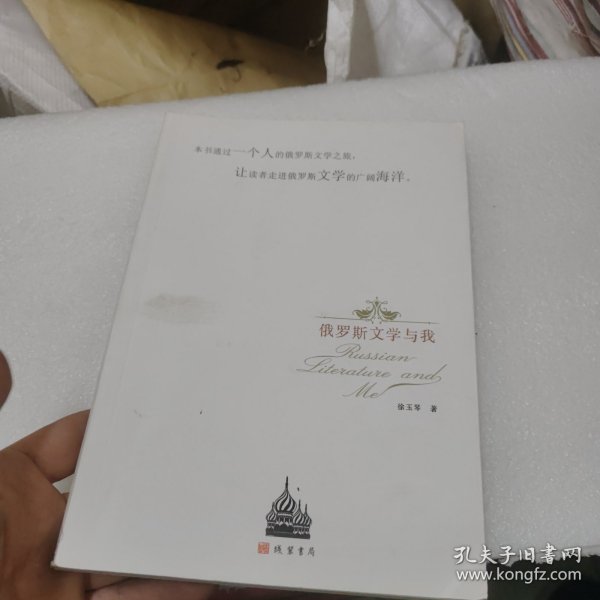 本书通过一个人的俄罗斯文学之旅，
让读者走进俄罗斯文学的广阔海洋。
俄罗斯文学与我
Russian
Literature and
Me
徐玉琴 著
线装书局
孔夫子旧书网
www.kongfz.com